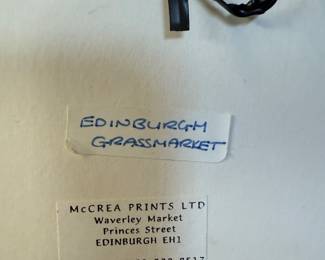 EDINBURGH
GRASSMARKET
McCREA PRINTS LTD
Waverley Market
Princes Street
EDINBURGH EH1